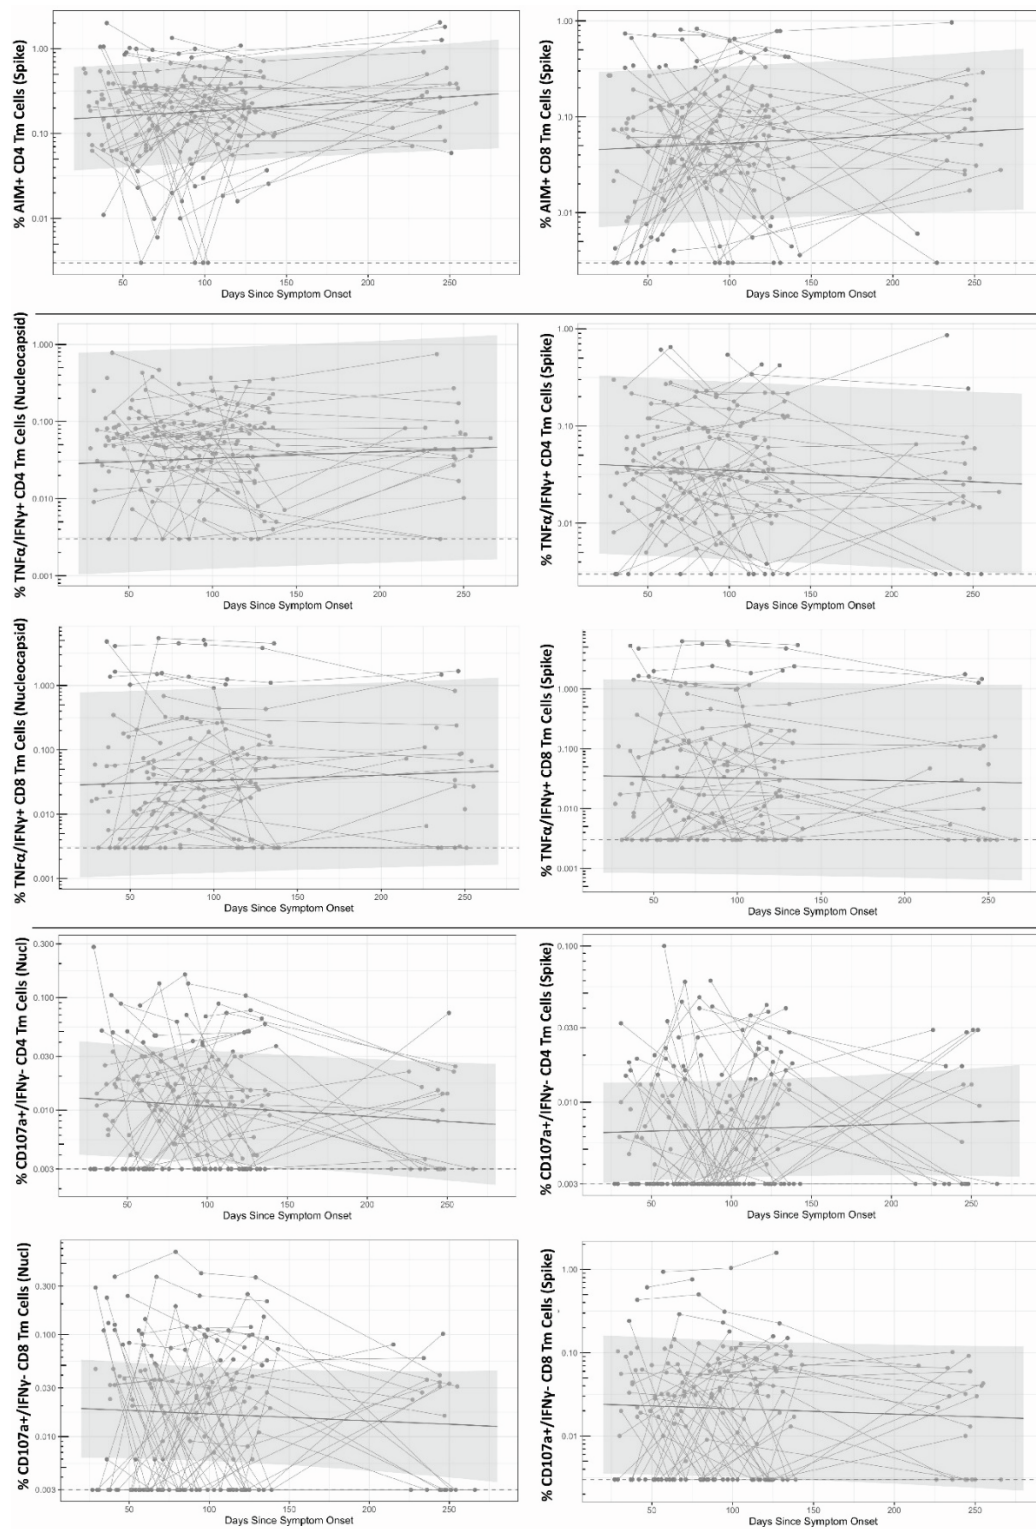 % AIM+ CD4 Tm Cells (Spike)
1.00
0.10
0.01
50 100 150 200 250
Days Since Symptom Onset
% AIM+ CD8 Tm Cells (Spike)
1.00
0.10
0.01
50 100 150 200 250
Days Since Symptom Onset
% TNFα/IFNγ+ CD4 Tm Cells (Nucleocapsid)
1.000
0.100
0.010
0.001
50 100 150 200 250
Days Since Symptom Onset
% TNFα/IFNγ+ CD4 Tm Cells (Spike)
1.00
0.10
0.01
50 100 150 200 250
Days Since Symptom Onset
% TNFα/IFNγ+ CD8 Tm Cells (Nucleocapsid)
1.000
0.100
0.010
0.001
50 100 150 200 250
Days Since Symptom Onset
% TNFα/IFNγ+ CD8 Tm Cells (Spike)
1.000
0.100
0.010
0.001
50 100 150 200 250
Days Since Symptom Onset
% CD107a+/IFNγ- CD4 Tm Cells (Nucl)
0.300
0.100
0.030
0.010
0.003
50 100 150 200 250
Days Since Symptom Onset
% CD107a+/IFNγ- CD4 Tm Cells (Spike)
0.100
0.030
0.010
0.003
50 100 150 200 250
Days Since Symptom Onset
% CD107a+/IFNγ- CD8 Tm Cells (Nucl)
0.300
0.100
0.030
0.010
0.003
50 100 150 200 250
Days Since Symptom Onset
% CD107a+/IFNγ- CD8 Tm Cells (Spike)
1.00
0.10
0.01
50 100 150 200 250
Days Since Symptom Onset